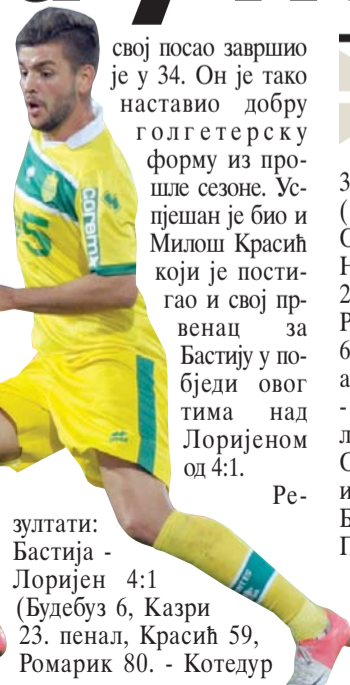 свој посао завршио
је у 34. Он је тако
наставио добру
голгетерску
форму из про-
шле сезоне. Ус-
пјешан је био и
Милош Красић
који је пости-
гао и свој пр-
венац за
Бастију у по-
бједи овог
тима над
Лоријеном
од 4:1.
Ре-
зултати:
Бастија -
Лоријен 4:1
(Будебуз 6, Казри
23. пенал, Красић 59,
Ромарик 80. - Котедур
corems
5